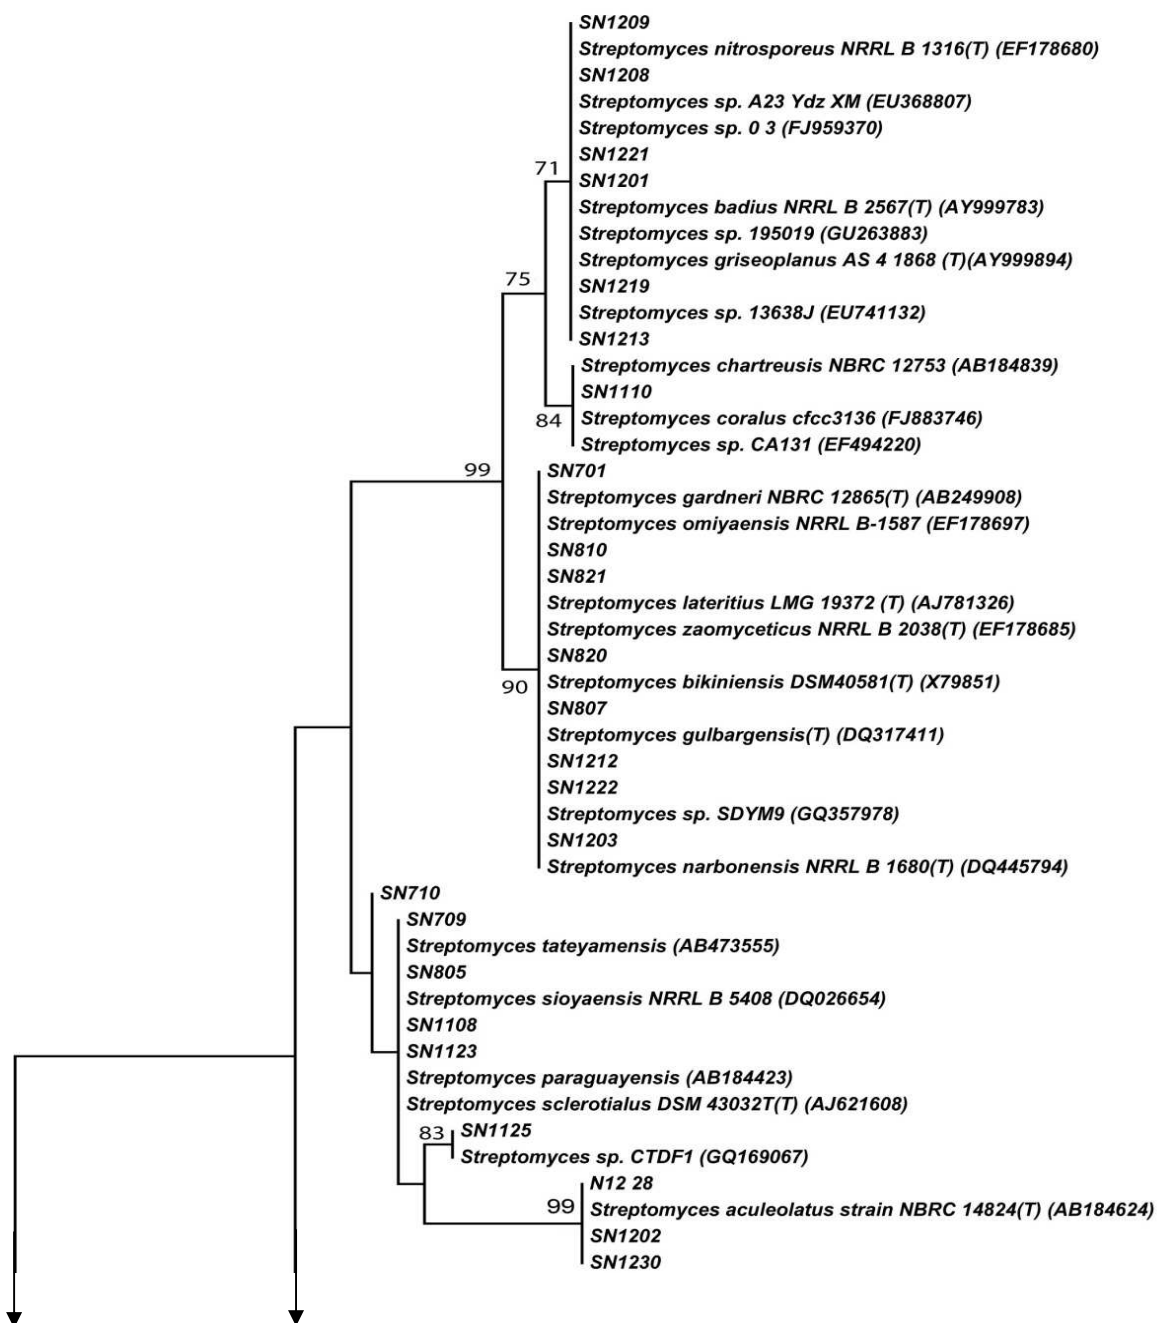 SN1209
Streptomyces nitrosporeus NRRL B 1316(T) (EF178680)
SN1208
Streptomyces sp. A23 Ydz XM (EU368807)
Streptomyces sp. 0 3 (FJ959370)
SN1221
71
SN1201
Streptomyces badius NRRL B 2567(T) (AY999783)
Streptomyces sp. 195019 (GU263883)
Streptomyces griseoplanus AS 4 1868 (T)(AY999894)
75
SN1219
Streptomyces sp. 13638J (EU741132)
SN1213
Streptomyces chartreusis NBRC 12753 (AB184839)
SN1110
84
Streptomyces coralus cfcc3136 (FJ883746)
Streptomyces sp. CA131 (EF494220)
99
SN701
Streptomyces gardneri NBRC 12865(T) (AB249908)
Streptomyces omiyaensis NRRL B-1587 (EF178697)
SN810
SN821
Streptomyces lateritius LMG 19372 (T) (AJ781326)
Streptomyces zaomyceticus NRRL B 2038(T) (EF178685)
SN820
90
Streptomyces bikiniensis DSM40581(T) (X79851)
SN807
Streptomyces gulbargensis(T) (DQ317411)
SN1212
SN1222
Streptomyces sp. SDYM9 (GQ357978)
SN1203
Streptomyces narbonensis NRRL B 1680(T) (DQ445794)
SN710
SN709
Streptomyces tateyamensis (AB473555)
SN805
Streptomyces sioyaensis NRRL B 5408 (DQ026654)
SN1108
SN1123
Streptomyces paraguayensis (AB184423)
Streptomyces sclerotialus DSM 43032T(T) (AJ621608)
83
SN1125
Streptomyces sp. CTDF1 (GQ169067)
N12 28
99
Streptomyces aculeolatus strain NBRC 14824(T) (AB184624)
SN1202
SN1230